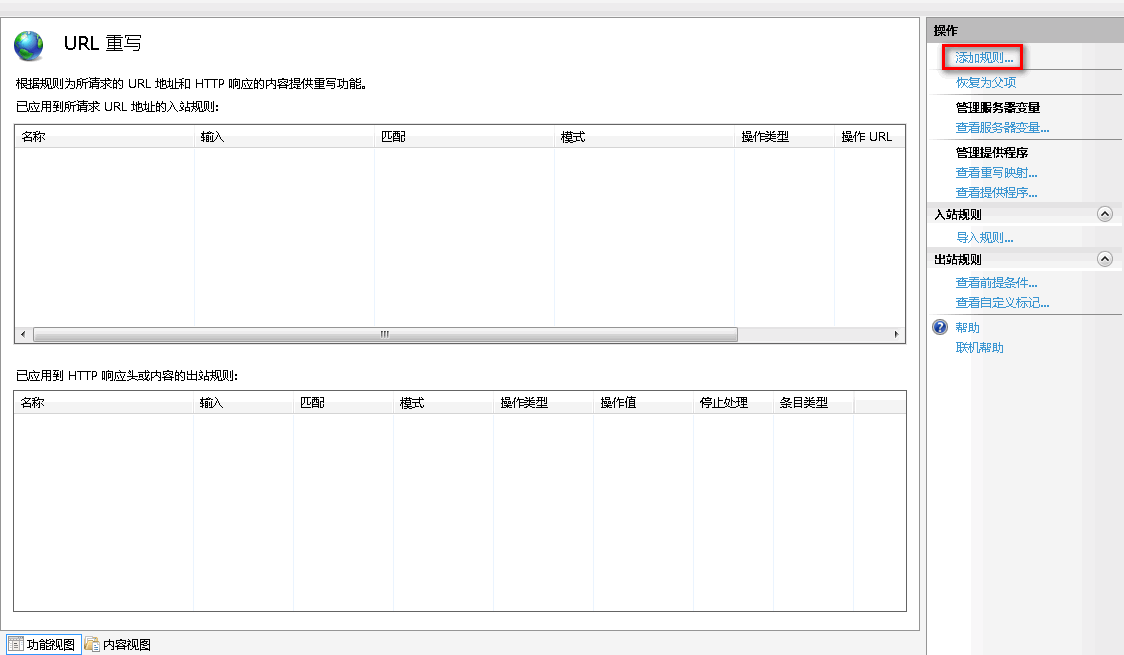 URL 重写
根据规则为所请求的 URL 地址和 HTTP 响应的内容提供重写功能。
已应用到所请求 URL 地址的入站规则:
名称 输入 匹配 模式 操作类型 操作 URL
已应用到 HTTP 响应头或内容的出站规则:
名称 输入 匹配 模式 操作类型 操作值 停止处理 条目类型
功能视图 内容视图
操作
添加规则...
恢复为父项
管理服务器变量
查看服务器变量...
管理提供程序
查看重写映射...
查看提供程序...
入站规则
导入规则...
出站规则
查看前提条件...
查看自定义标记...
帮助
联机帮助